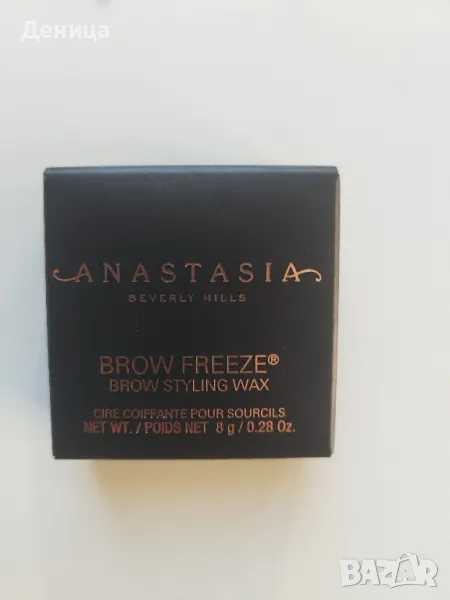 Деница
ANASTASIA
BEVERLY HILLS
BROW FREEZE®
BROW STYLING WAX
CIRE COIFFANTE POUR SOURCILS
NET WT. / POIDS NET 8 g / 0.28 Oz.
BAZAR